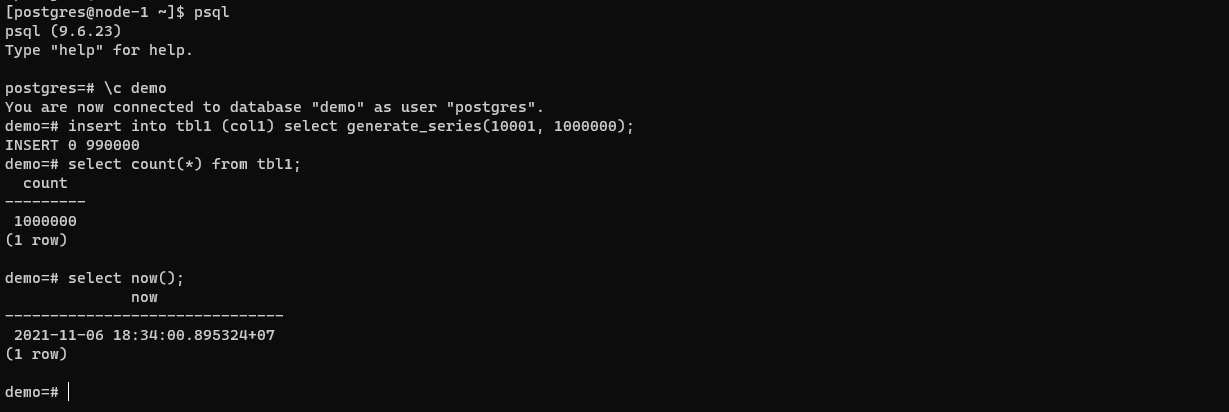 [postgres@node-1 ~]$ psql
psql (9.6.23)
Type "help" for help.

postgres=# \c demo
You are now connected to database "demo" as user "postgres".
demo=# insert into tbl1 (col1) select generate_series(10001, 1000000);
INSERT 0 990000
demo=# select count(*) from tbl1;
  count
---------
 1000000
(1 row)

demo=# select now();
              now
-------------------------------
 2021-11-06 18:34:00.895324+07
(1 row)

demo=#